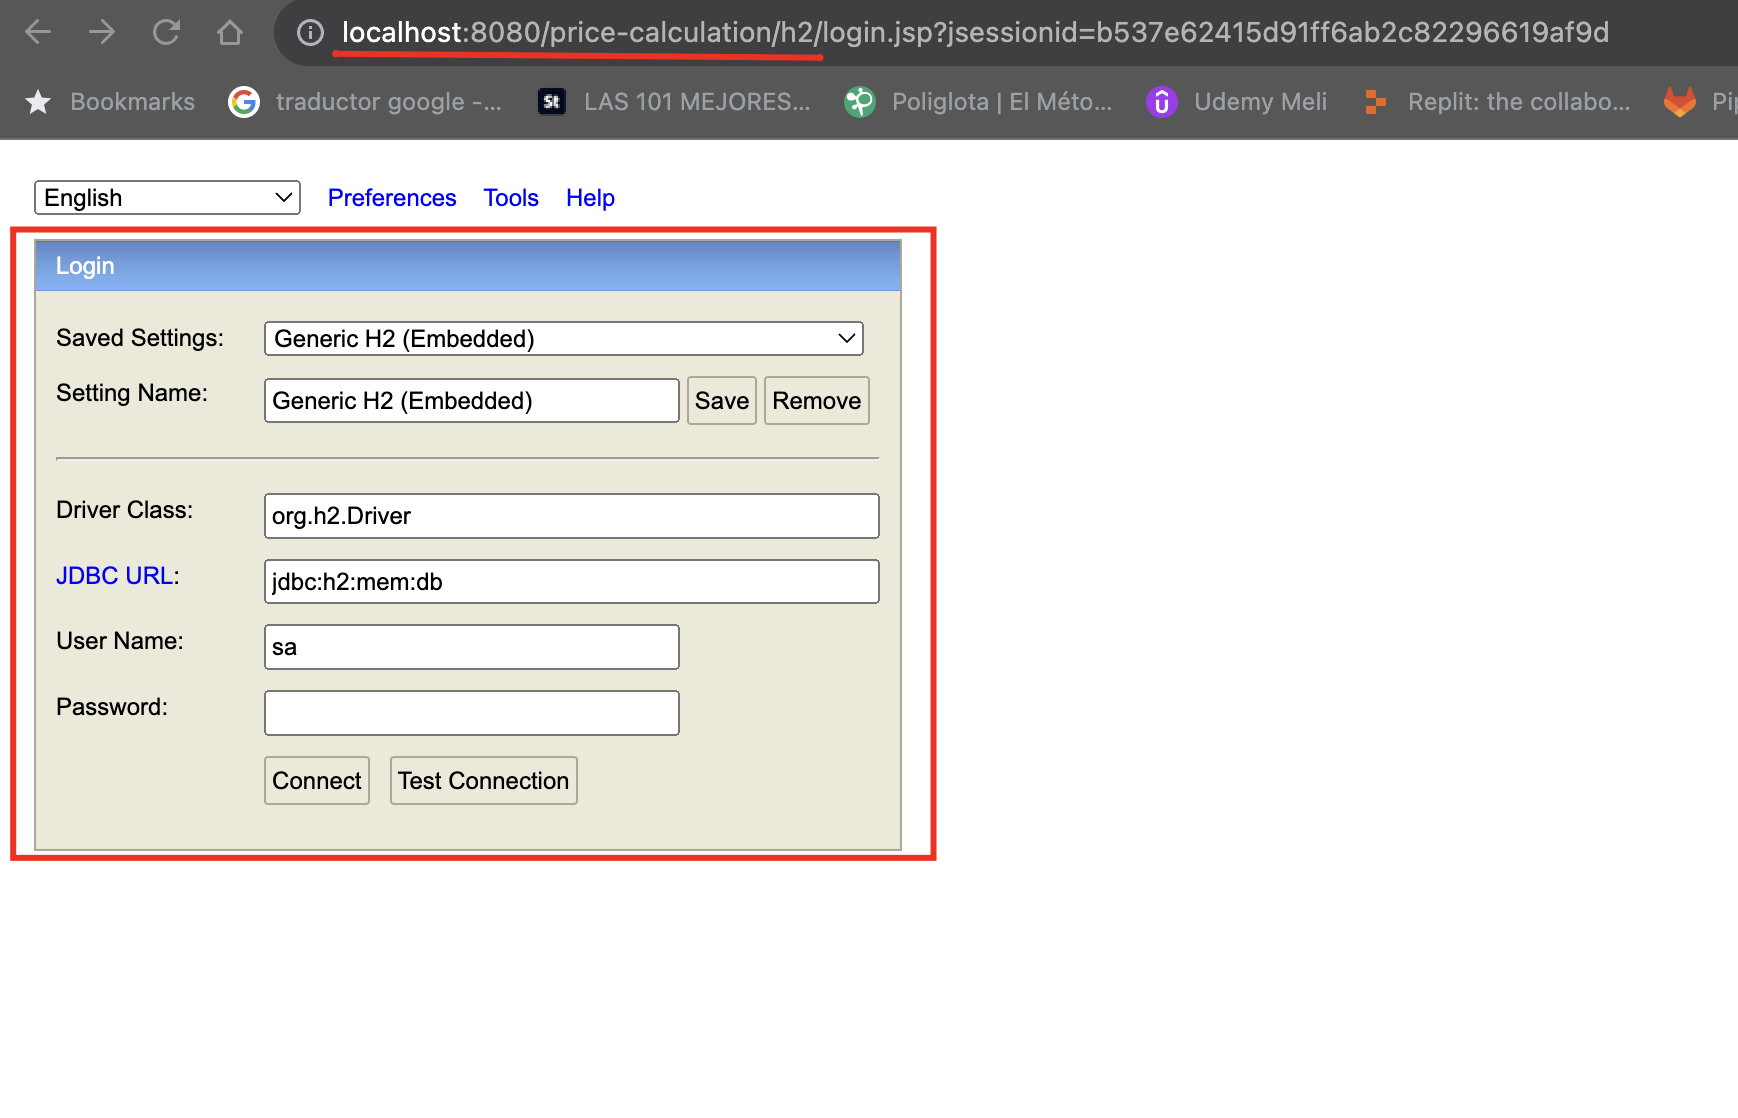 localhost:8080/price-calculation/h2/login.jsp?jsessionid=b537e62415d91ff6ab2c82296619af9d
Bookmarks traductor google -... St LAS 101 MEJORES... Poliglota | El Méto... Udemy Meli Replit: the collabo... Pip
English Preferences Tools Help
Login
Saved Settings: Generic H2 (Embedded)
Setting Name: Generic H2 (Embedded) Save Remove
Driver Class: org.h2.Driver
JDBC URL: jdbc:h2:mem:db
User Name: sa
Password:
Connect Test Connection